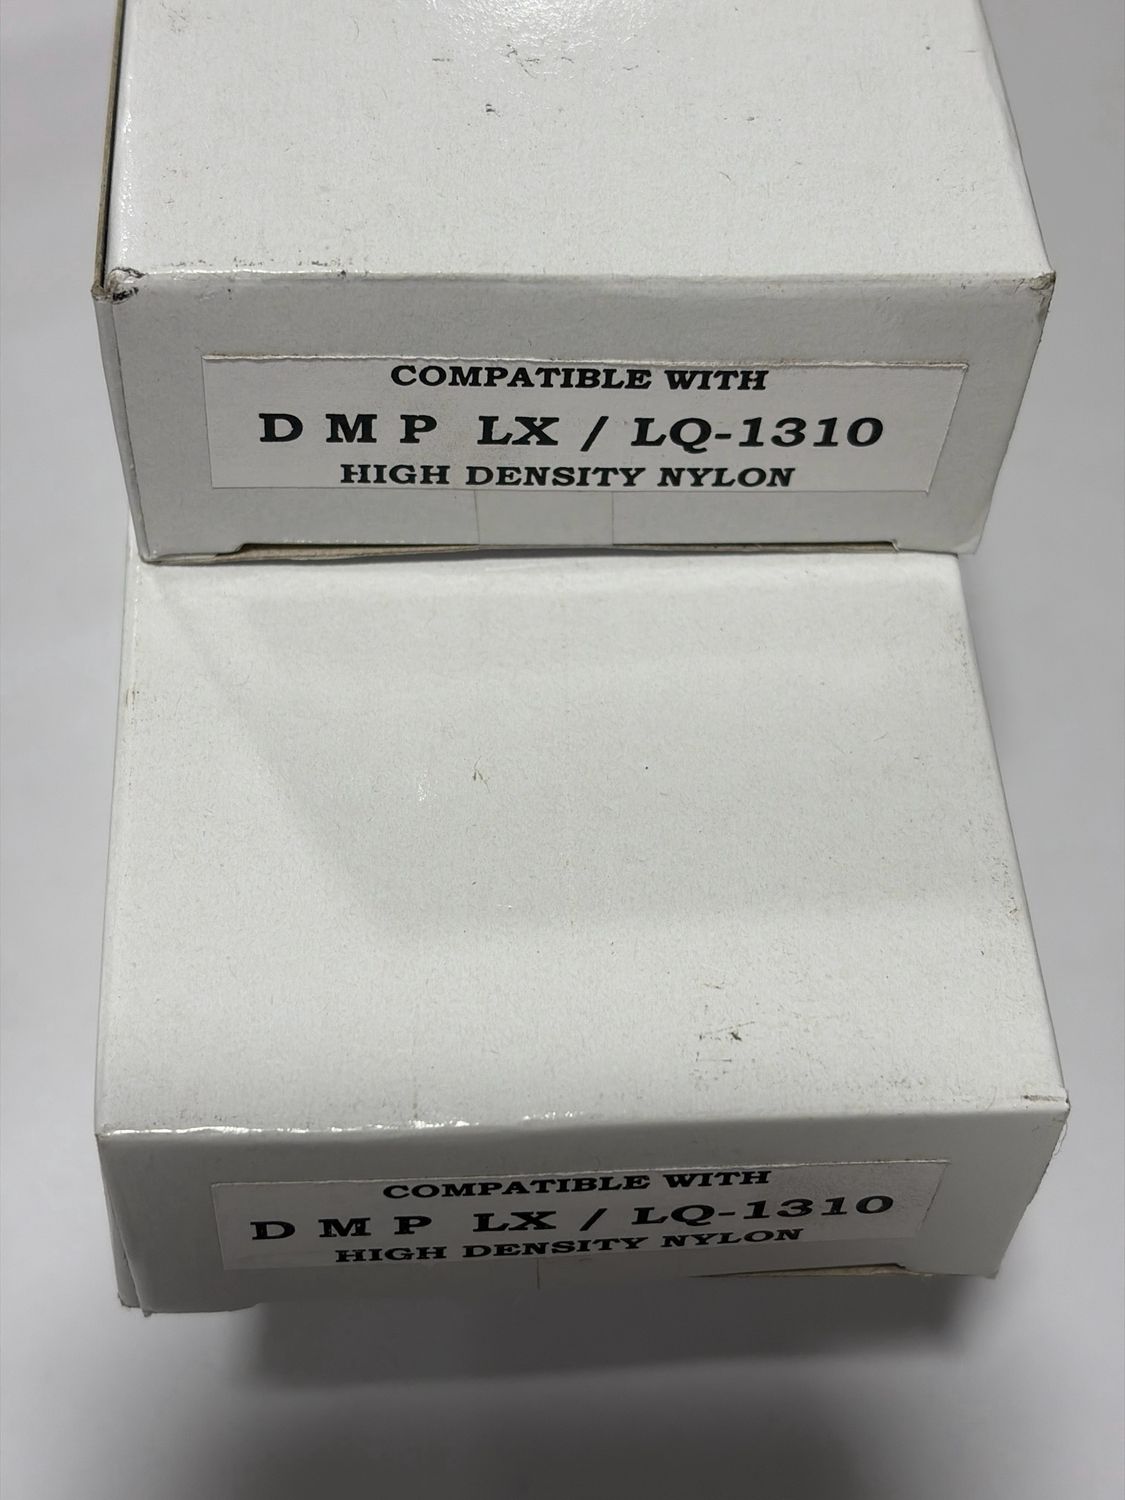 COMPATIBLE WITH
D M P LX / LQ-1310
HIGH DENSITY NYLON
COMPATIBLE WITH
D M P LX / LQ-1310
HIGH DENSITY NYLON